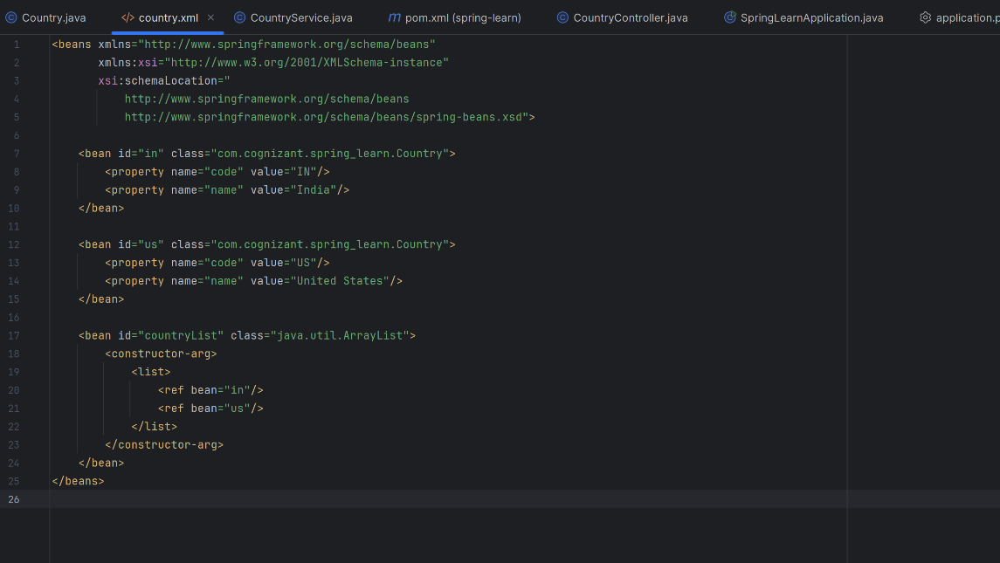 Country.java country.xml CountryService.java pom.xml (spring-learn) CountryController.java SpringLearnApplication.java application.p
1 <beans xmlns="http://www.springframework.org/schema/beans"
2 xmlns:xsi="http://www.w3.org/2001/XMLSchema-instance"
3 xsi:schemaLocation="
4 http://www.springframework.org/schema/beans
5 http://www.springframework.org/schema/beans/spring-beans.xsd">
6
7 <bean id="in" class="com.cognizant.spring_learn.Country">
8 <property name="code" value="IN"/>
9 <property name="name" value="India"/>
10 </bean>
11
12 <bean id="us" class="com.cognizant.spring_learn.Country">
13 <property name="code" value="US"/>
14 <property name="name" value="United States"/>
15 </bean>
16
17 <bean id="countryList" class="java.util.ArrayList">
18 <constructor-arg>
19 <list>
20 <ref bean="in"/>
21 <ref bean="us"/>
22 </list>
23 </constructor-arg>
24 </bean>
25 </beans>
26